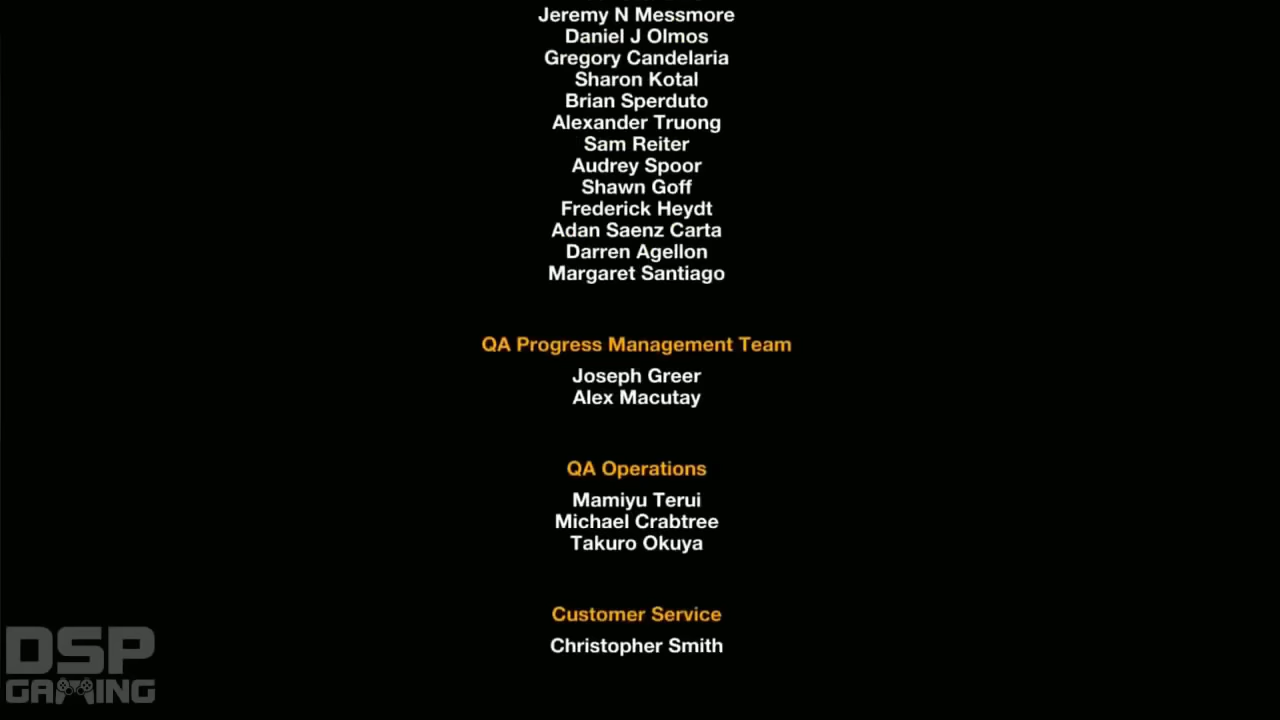 Jeremy N Messmore
Daniel J Olmos
Gregory Candelaria
Sharon Kotal
Brian Sperduto
Alexander Truong
Sam Reiter
Audrey Spoor
Shawn Goff
Frederick Heydt
Adan Saenz Carta
Darren Agellon
Margaret Santiago
QA Progress Management Team
Joseph Greer
Alex Macutay
QA Operations
Mamiyu Terui
Michael Crabtree
Takuro Okuya
Customer Service
Christopher Smith
DSP
GAMING